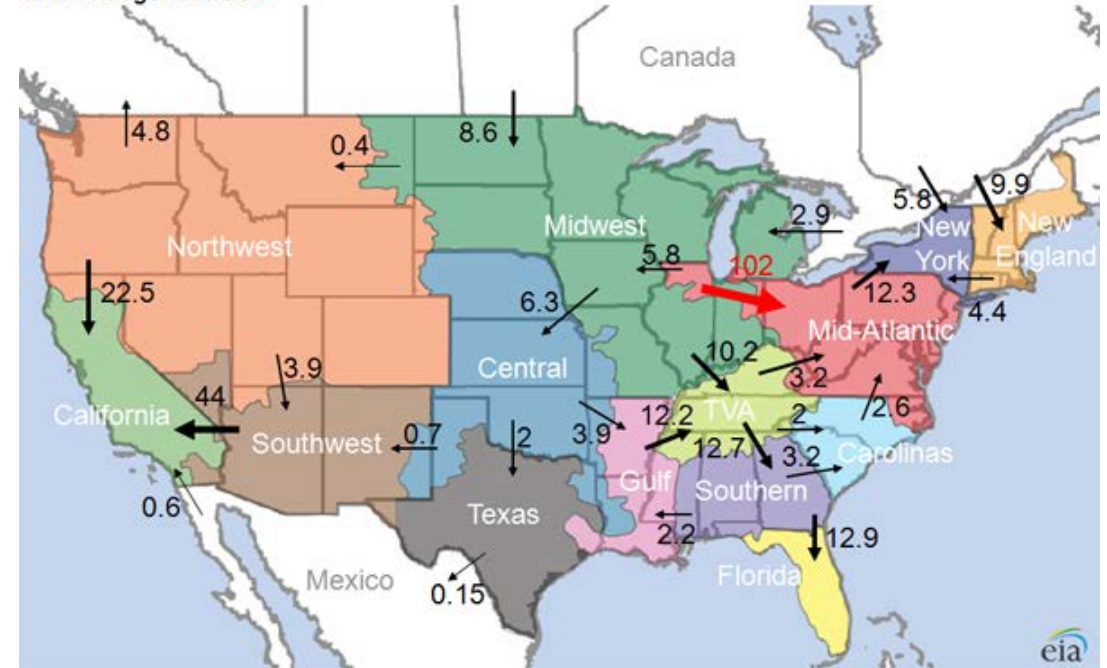 Canada
4.8
0.4
8.6
5.8
9.9
2.9
Northwest
Midwest
New
York
New
England
5.8
102
22.5
6.3
12.3
4.4
Mid-Atlantic
3.9
Central
10.2
3.2
44
California
Southwest
0.7
2
3.9
12.2
TVA
2
2.6
Carolinas
12.7
3.2
Gulf
Southern
0.6
Texas
2.2
12.9
Mexico
0.15
Florida
eia